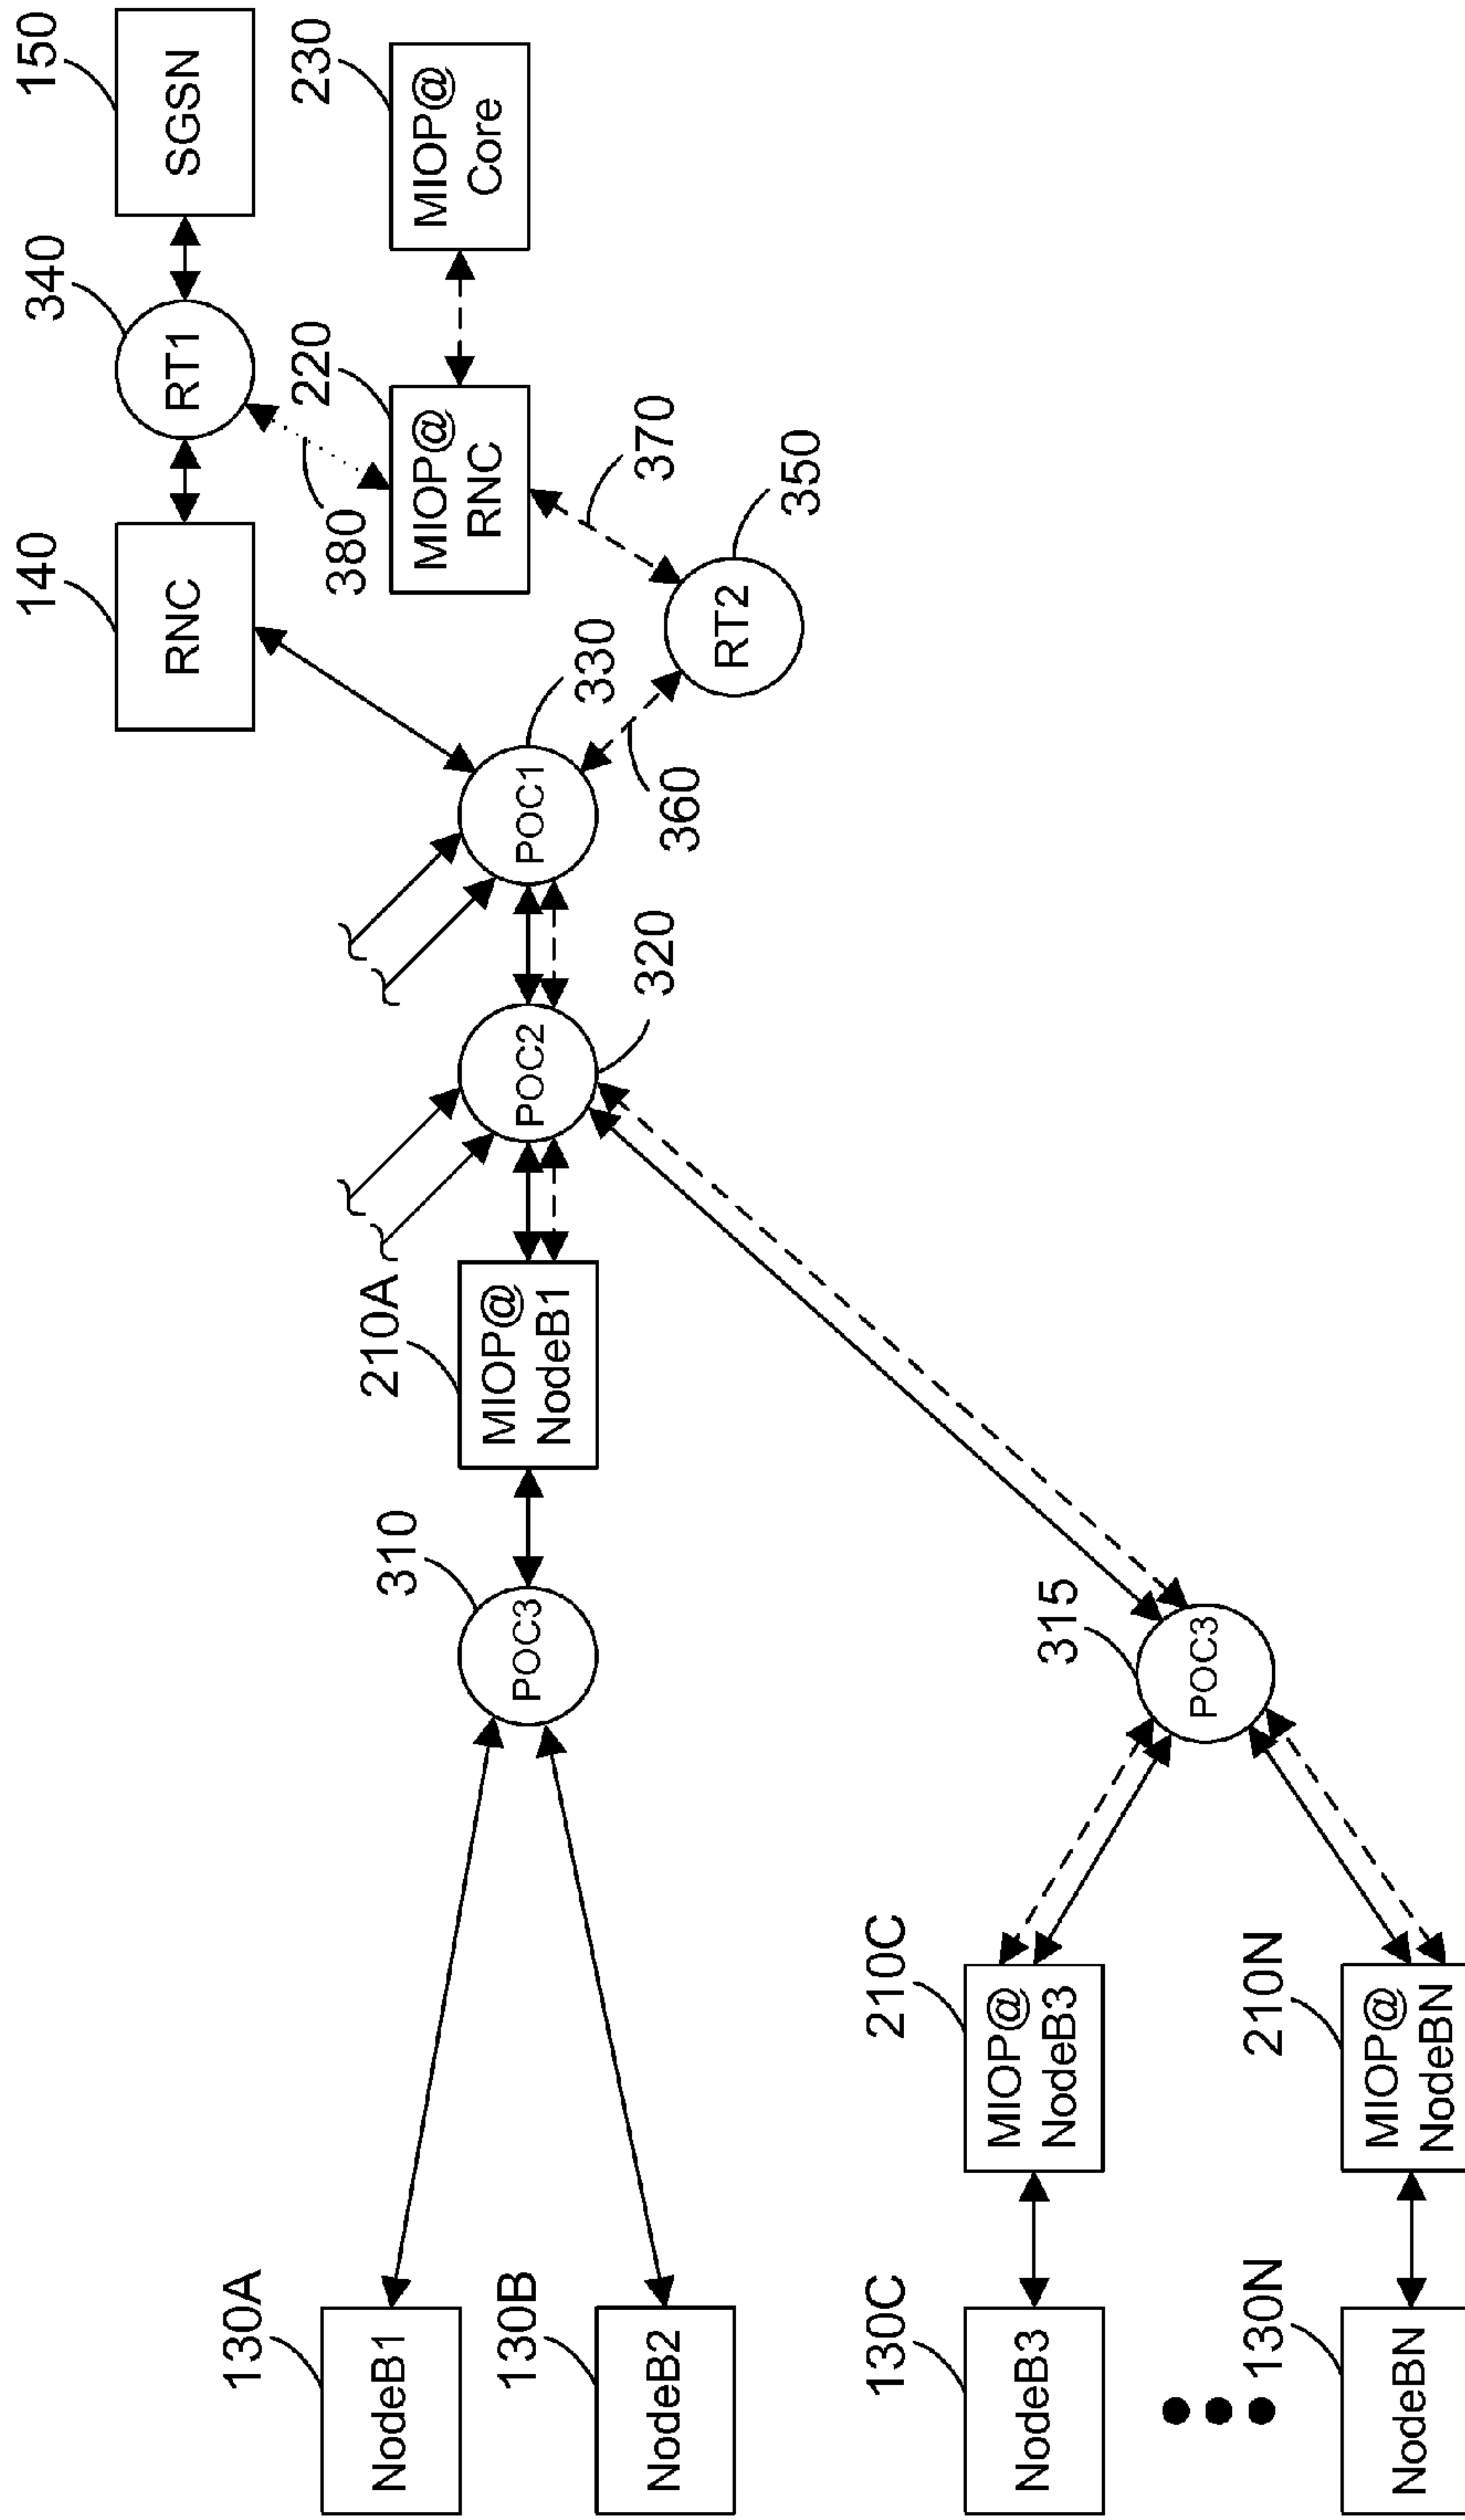 130A
NodeB1
130B
NodeB2
130C
NodeB3
130N
NodeBN
210C
MIOP@
NodeB3
210N
MIOP@
NodeBN
310
POC3
315
POC3
210A
MIOP@
NodeB1
320
POC2
330
POC1
360
370
350
RT2
140
RNC
380
220
MIOP@
RNC
340
RT1
150
SGSN
230
MIOP@
Core